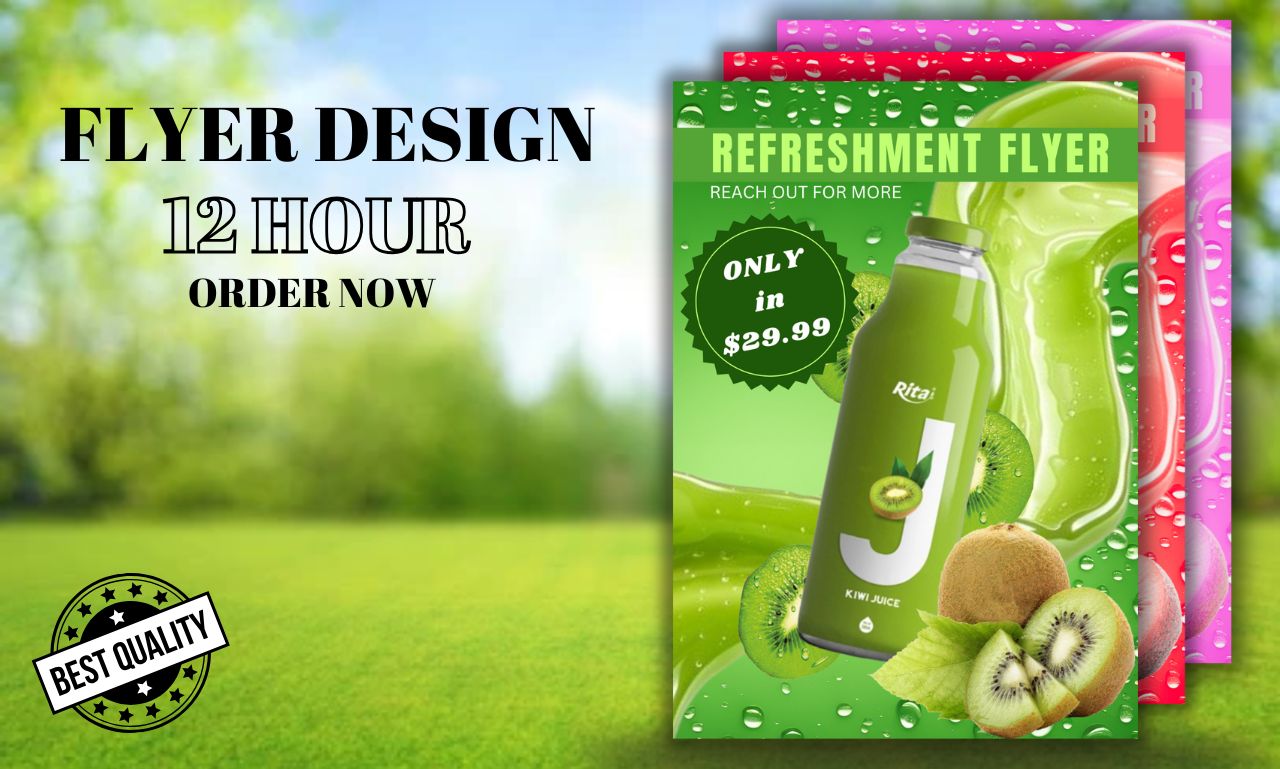 FLYER DESIGN
12 HOUR
ORDER NOW
BEST QUALITY
REFRESHMENT FLYER
REACH OUT FOR MORE
ONLY
in
$29.99
Rita
J
KIWI JUICE
R
R